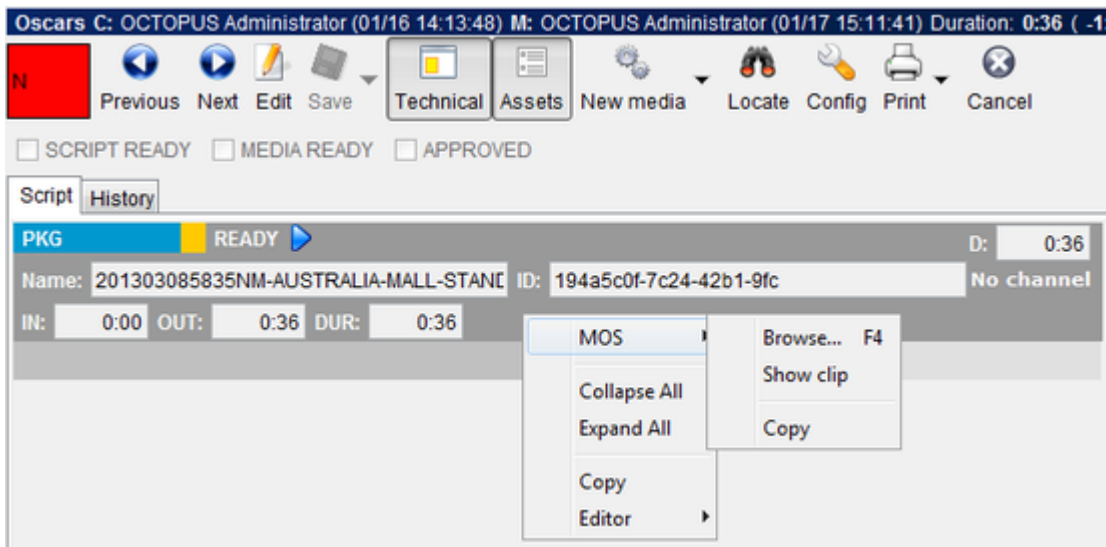 Oscars C: OCTOPUS Administrator (01/16 14:13:48) M: OCTOPUS Administrator (01/17 15:11:41) Duration: 0:36 ( -1
N
Previous Next Edit Save Technical Assets New media Locate Config Print Cancel
SCRIPT READY MEDIA READY APPROVED
Script History
PKG READY D: 0:36
Name: 201303085835NM-AUSTRALIA-MALL-STAND ID: 194a5c0f-7c24-42b1-9fc No channel
IN: 0:00 OUT: 0:36 DUR: 0:36
MOS Browse... F4
Show clip
Collapse All
Expand All Copy
Copy
Editor